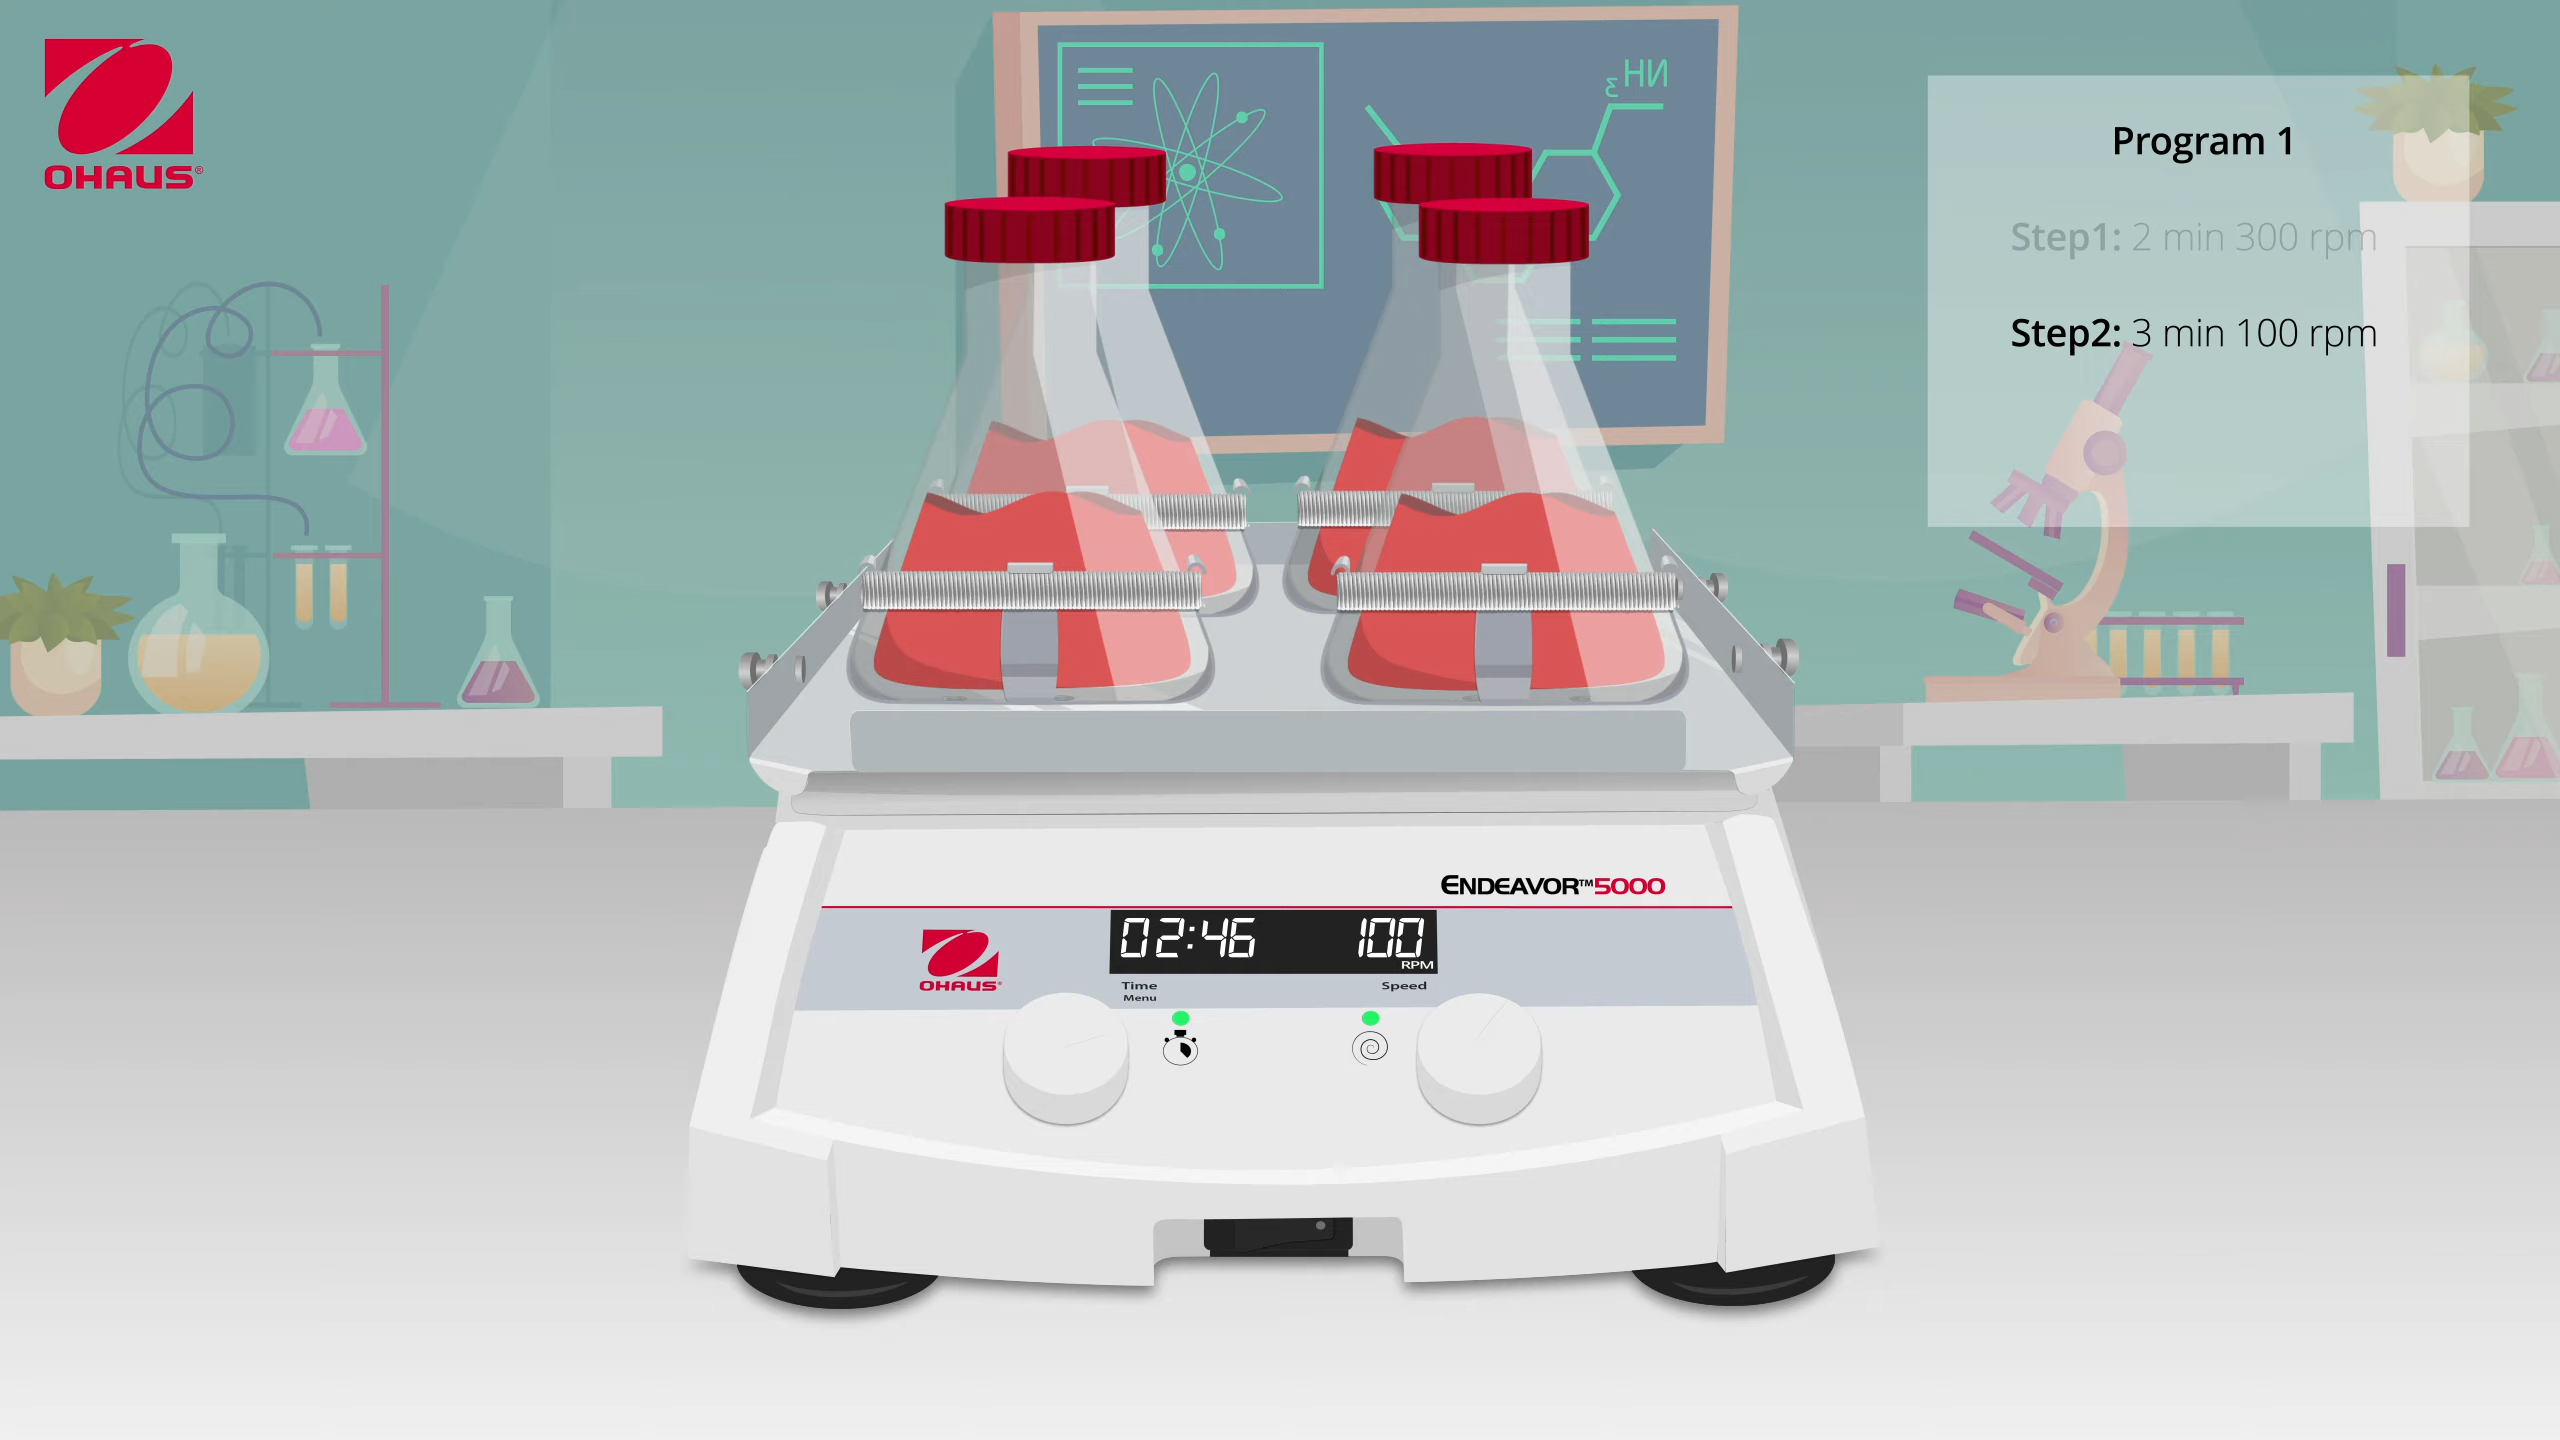 OHAUS®
NH3
Program 1
Step1: 2 min 300 rpm
Step2: 3 min 100 rpm
ENDEAVOR™5000
02:46 100
RPM
OHAUS®
Time Speed
Menu